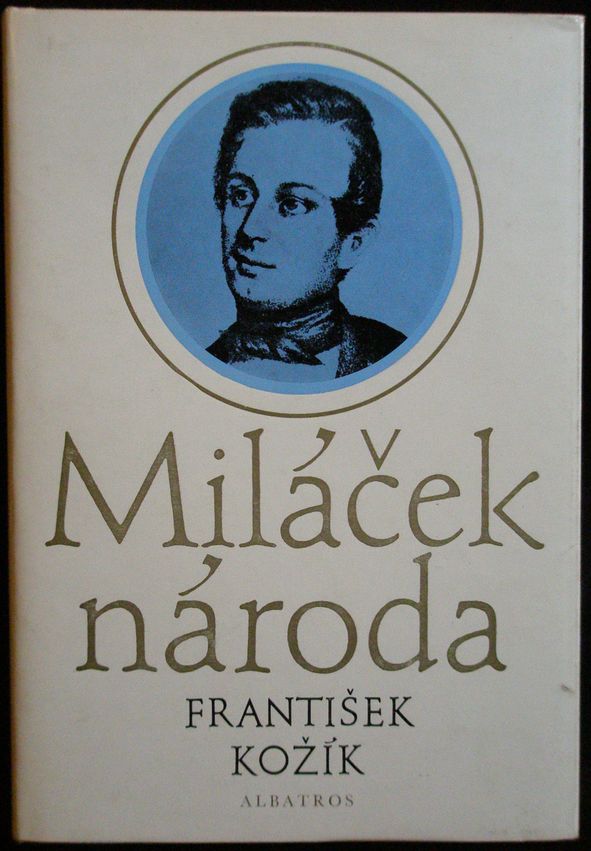 Miláček
národa
FRANTIŠEK
KOŽÍK
ALBATROS